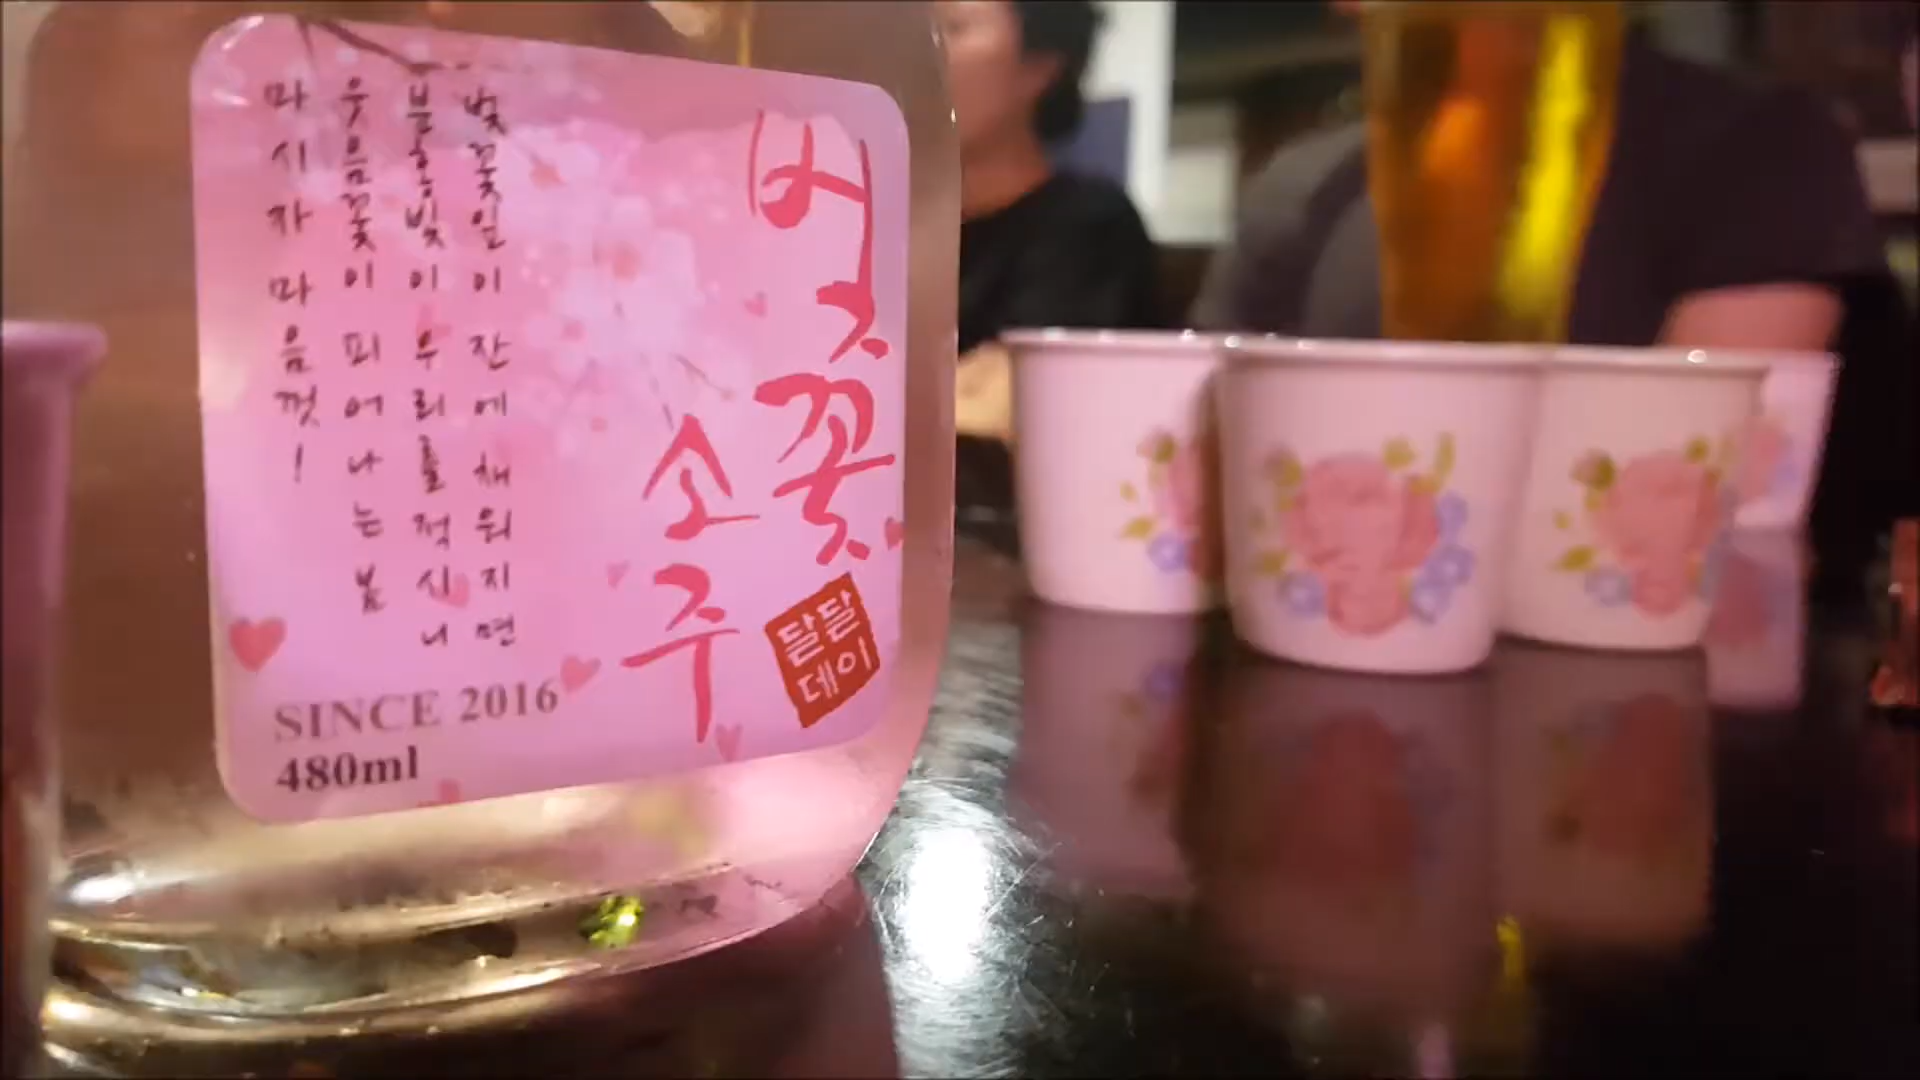 벚꽃
소주
달달
데이
벚꽃잎이 잔에 채워지면
분홍빛이 우리를 적시니
웃음꽃이 피어나는 봄
마시자 마음껏!
SINCE 2016
480ml